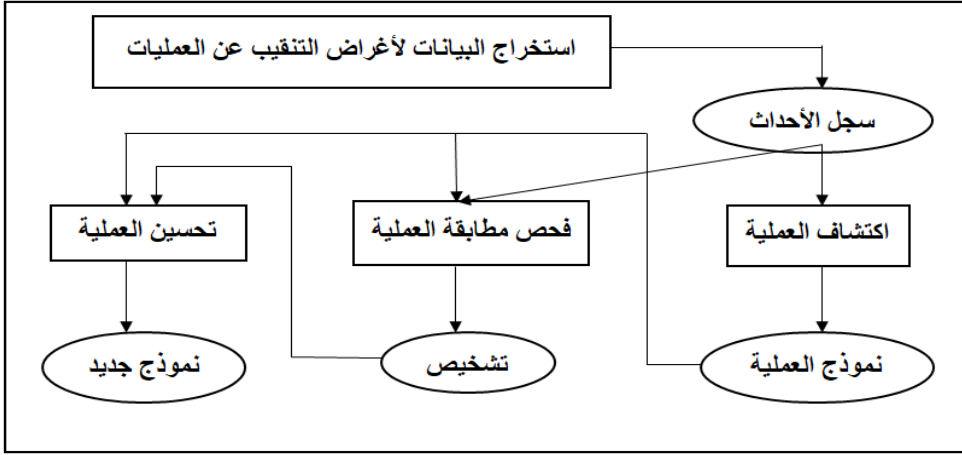 استخراج البيانات لأغراض التنقيب عن العمليات
سجل الأحداث
اكتشاف العملية
فحص مطابقة العملية
تحسين العملية
نموذج العملية
تشخيص
نموذج جديد